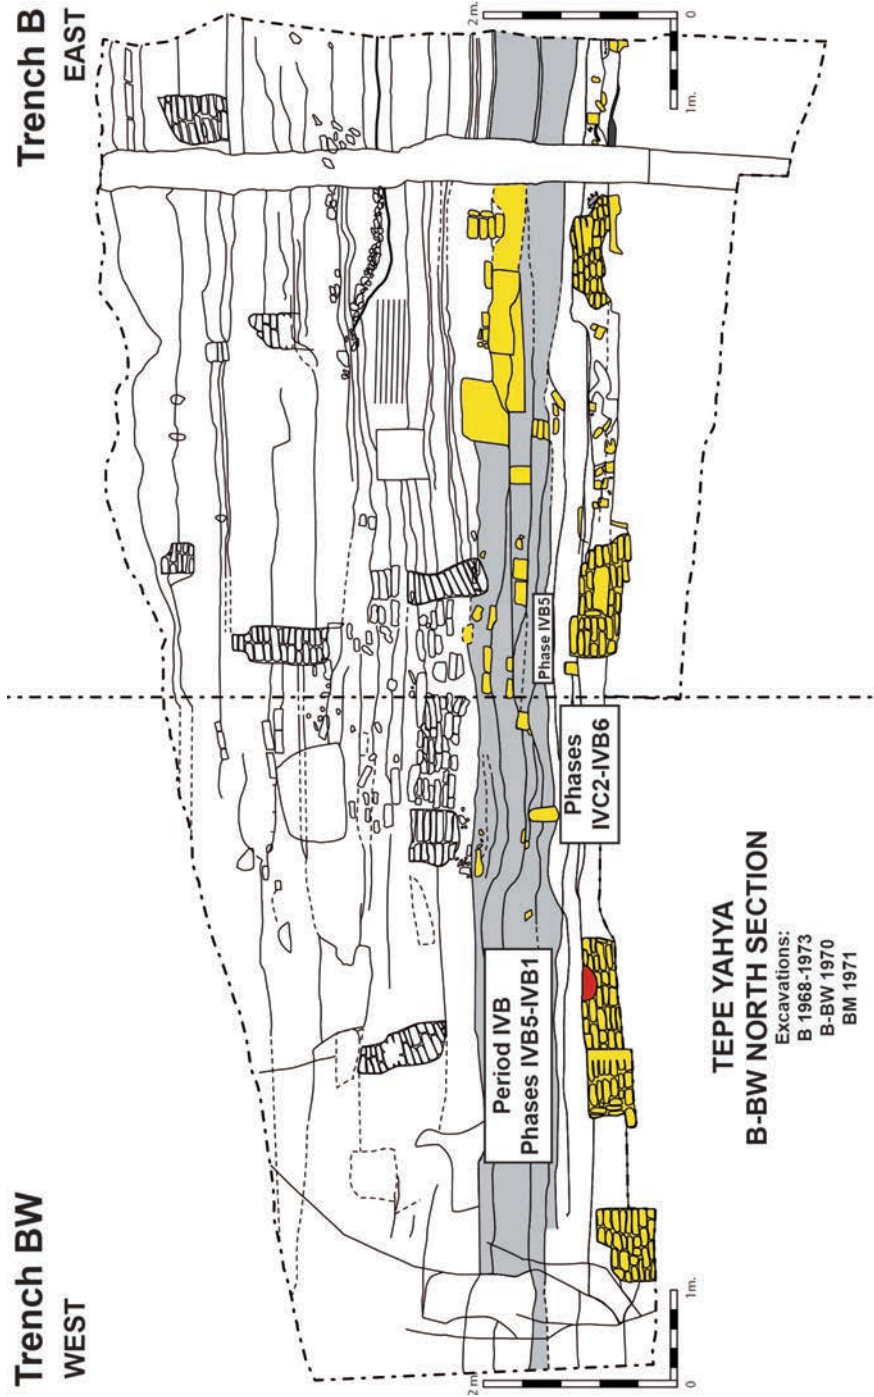 Trench BW
WEST
Trench B
EAST
2 m.
0
1m.
Period IVB
Phases IVB5-IVB1
Phase IVB5
Phases
IVC2-IVB6
2 m
0
1m.
TEPE YAHYA
B-BW NORTH SECTION
Excavations:
B 1968-1973
B-BW 1970
BM 1971